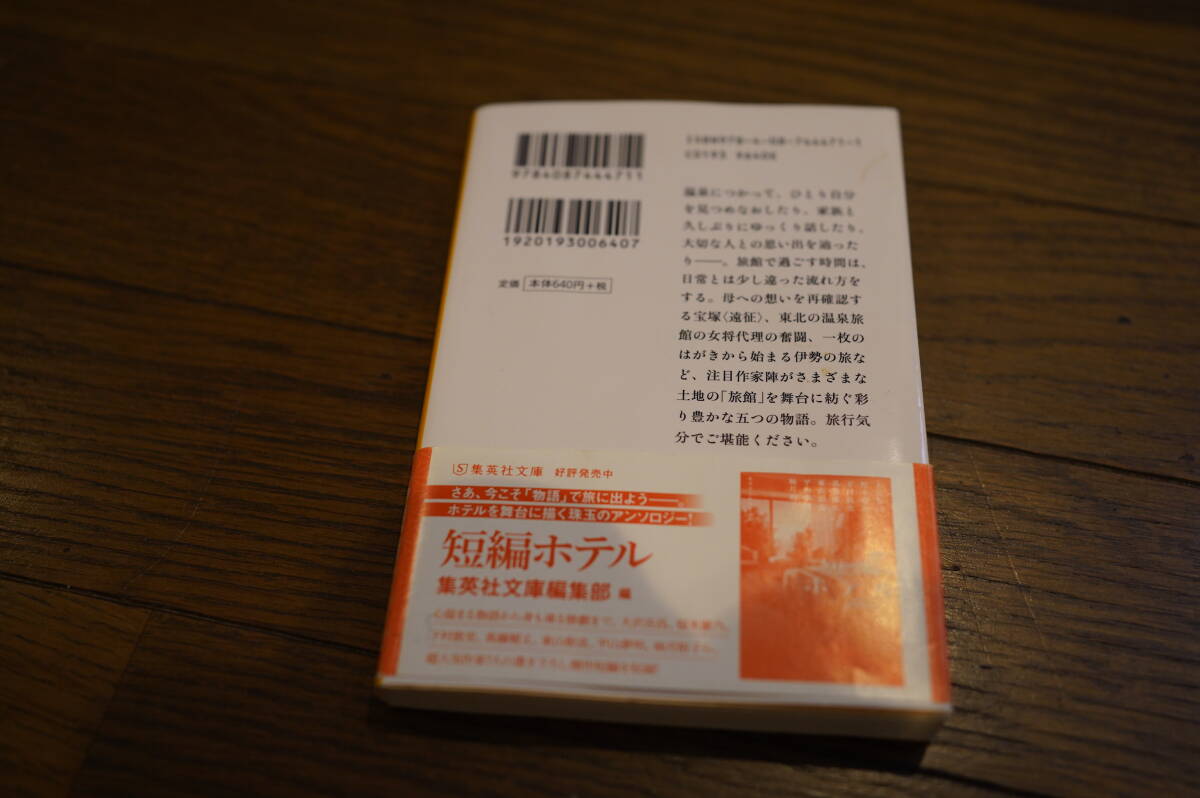 9784087444711
1920193006407
定価 本体640円+税
温泉につかって、ひとり自分
を見つめなおしたり、家族と
久しぶりにゆっくり話したり、
大切な人との思い出を辿った
り――。旅館で過ごす時間は、
日常とは少し違った流れ方を
する。母への想いを再確認す
る宝塚〈遠征〉、東北の温泉旅
館の女将代理の奮闘、一枚の
はがきから始まる伊勢の旅な
ど、注目作家陣がさまざまな
土地の「旅館」を舞台に紡ぐ彩
り豊かな五つの物語。旅行気
分でご堪能ください。
S 集英社文庫 好評発売中
さあ、今こそ「物語」で旅に出よう――。
ホテルを舞台に描く珠玉のアンソロジー!
短編ホテル
集英社文庫編集部 編